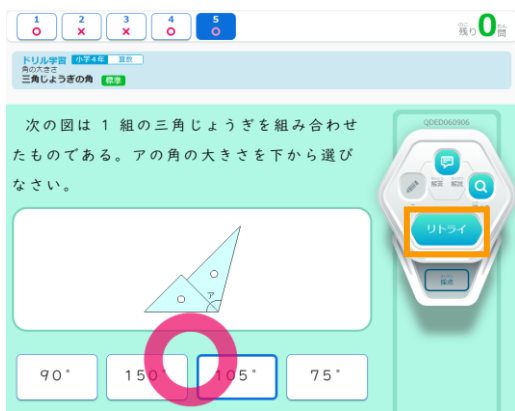 1 2 3 4 5
残り0問
ドリル学習 小学4年 算数
角の大きさ
三角じょうぎの角 標準
次の図は 1 組の三角じょうぎを組み合わせ
たものである。アの角の大きさを下から選び
なさい。
ア
90° 150° 105° 75°
QDED060906
解答 解説
リトライ
採点